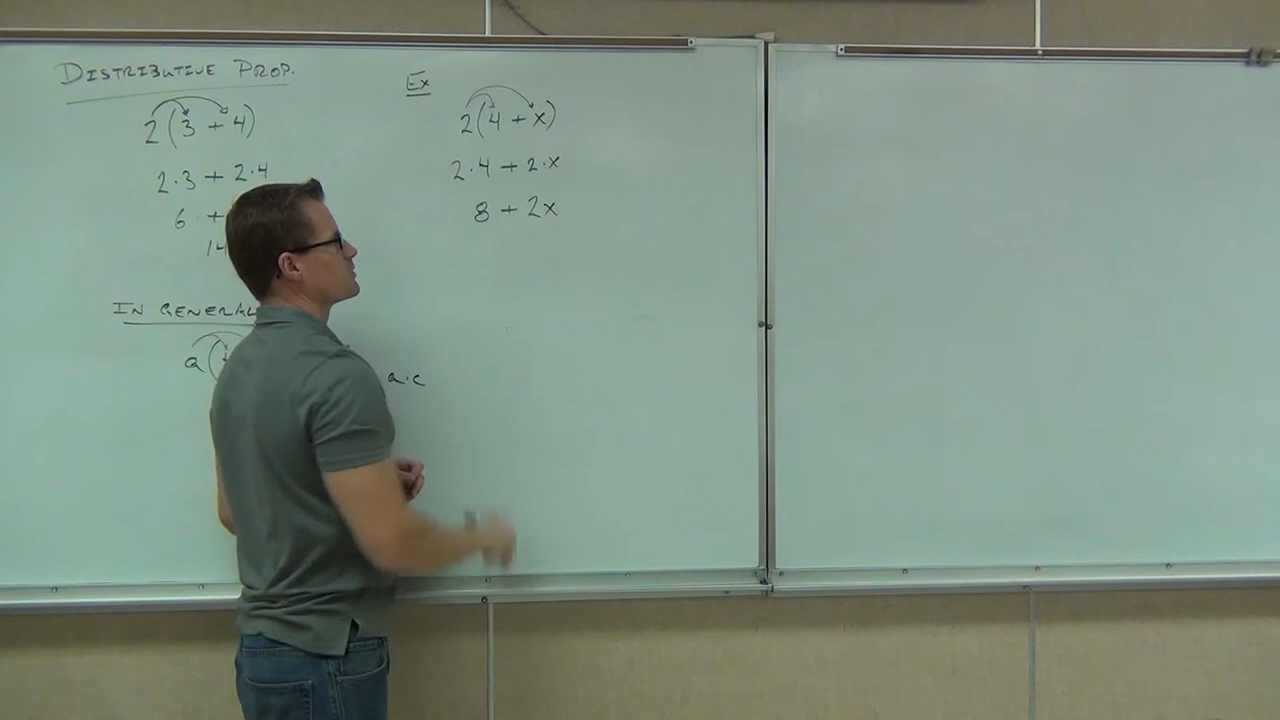 DISTRIBUTIVE PROP.
2(3 + 4)
2·3 + 2·4
6 +
14
IN GENERAL
a(
a·c
Ex
2(4 + x)
2·4 + 2·x
8 + 2x